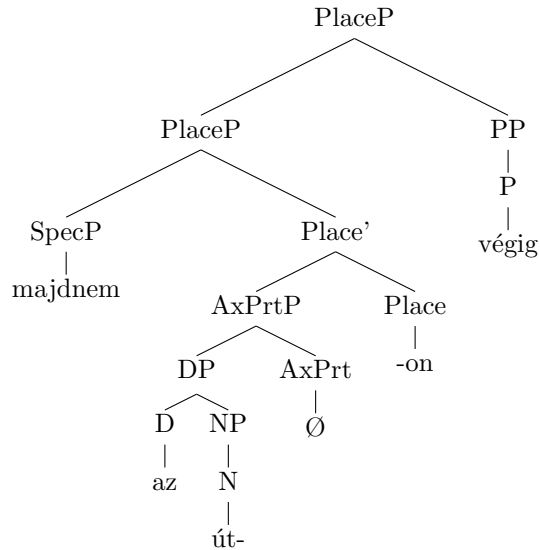 PlaceP
PlaceP PP
P
SpecP Place’ végig
majdnem AxPrtP Place
-on
DP AxPrt
D NP Ø
az N
út-